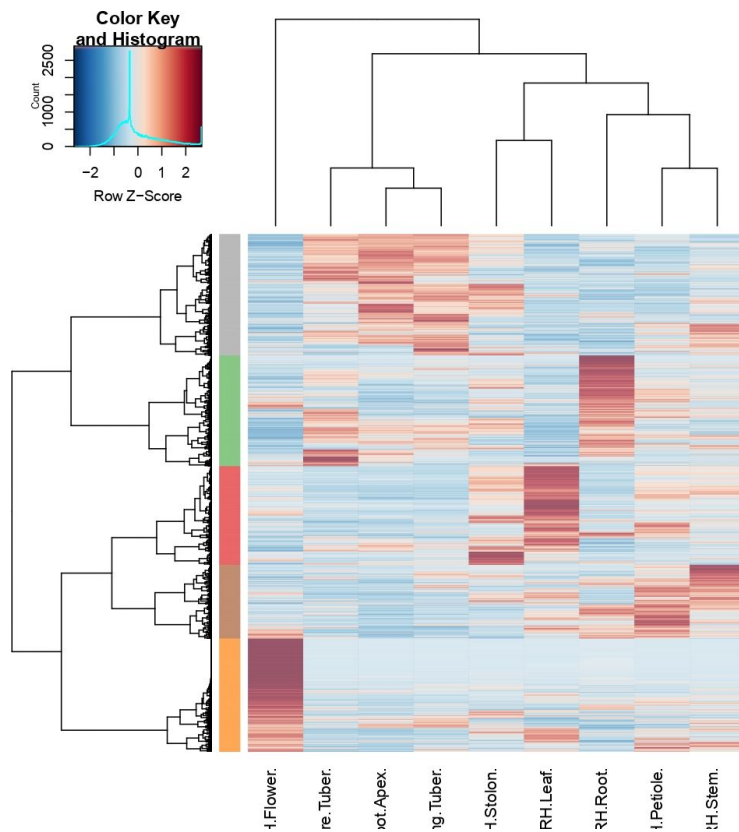 Color Key
and Histogram
Count
0 1000 2500
−2 −1 0 1 2
Row Z−Score
H.Flower.
re.Tuber.
oot.Apex.
ng.Tuber.
H.Stolon.
RH.Leaf.
RH.Root.
H.Petiole.
RH.Stem.